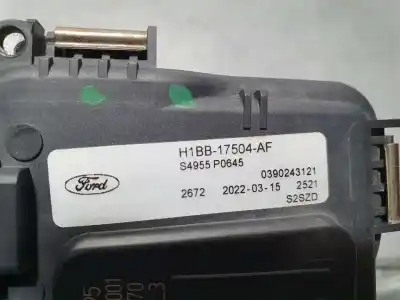 H1BB-17504-AF
S4955 P0645
Ford
0390243121
2672 2022-03-15 2521
S2SZD